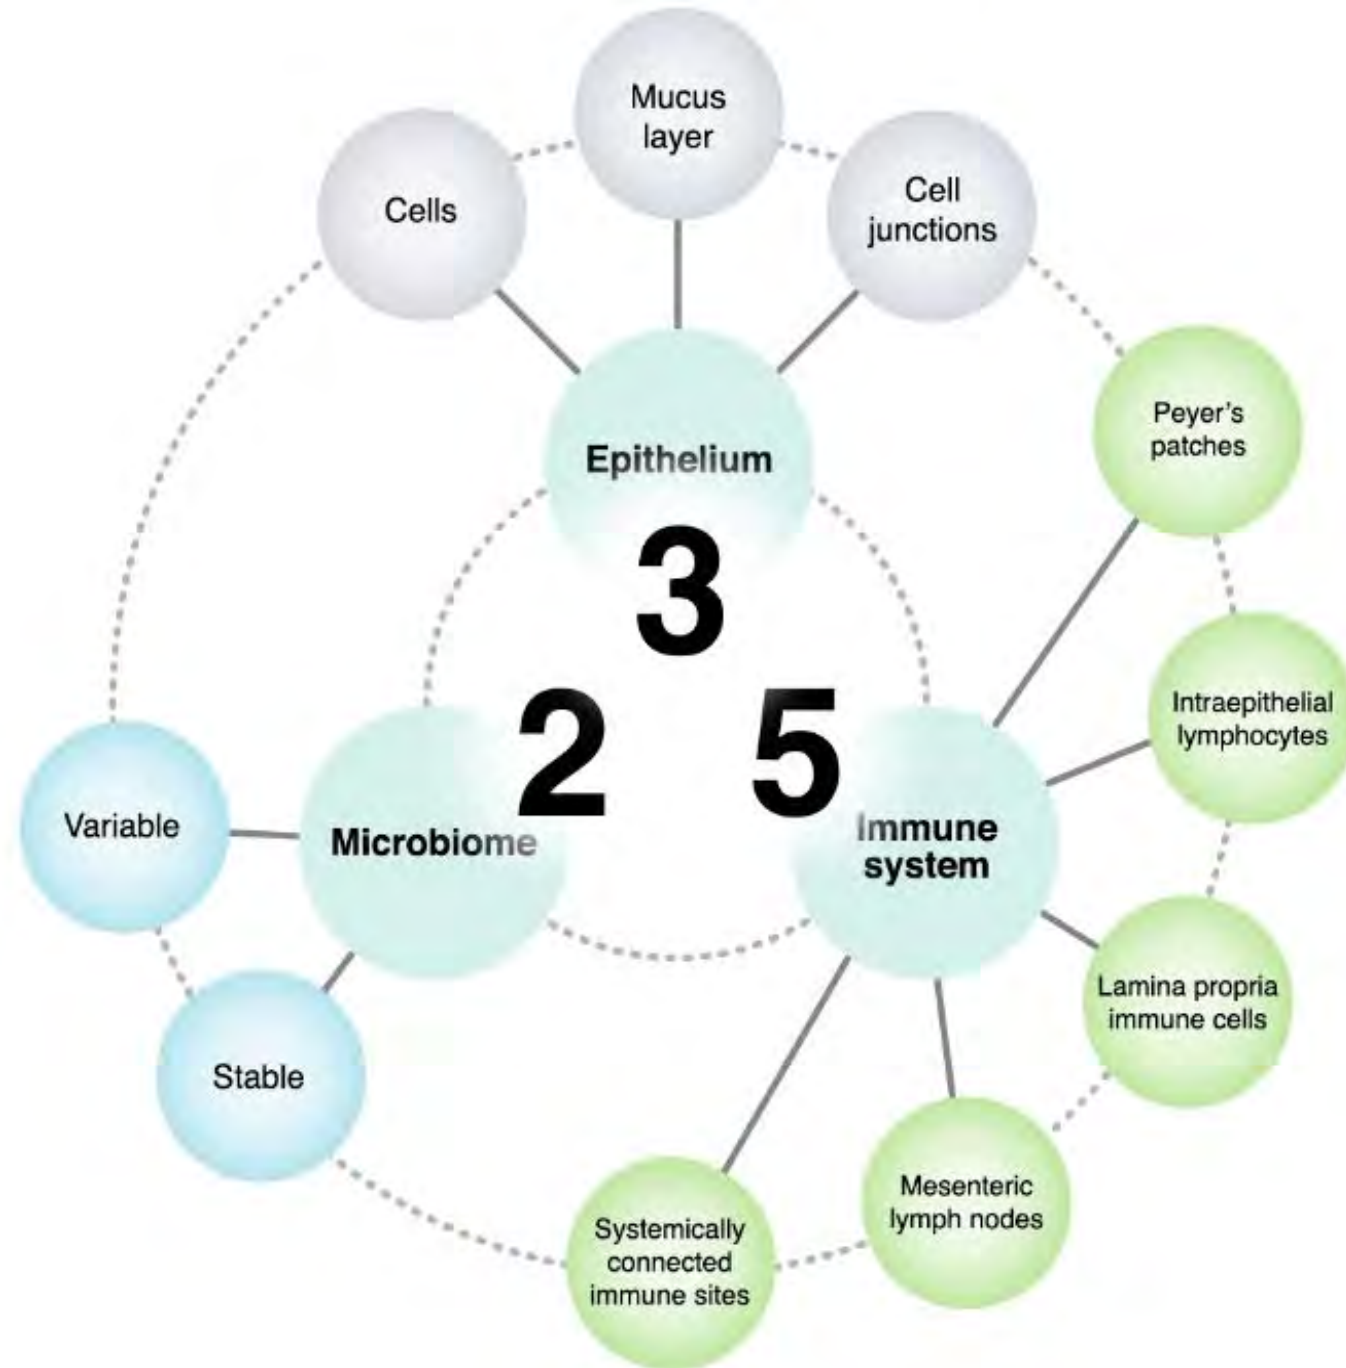 Mucus
layer
Cells
Cell
junctions
Peyer's
patches
Epithelium
3
2
5
Intraepithelial
lymphocytes
Variable
Microbiome
Immune
system
Lamina propria
immune cells
Stable
Mesenteric
lymph nodes
Systemically
connected
immune sites